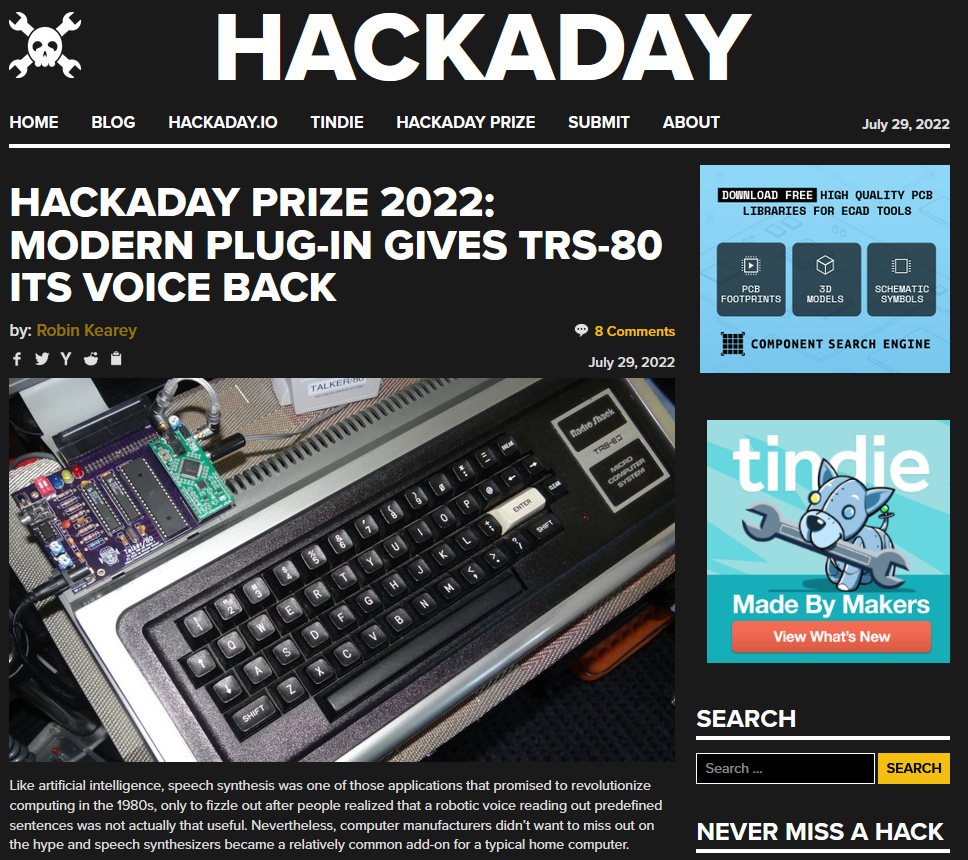 HACKADAY
HOME BLOG HACKADAY.IO TINDIE HACKADAY PRIZE SUBMIT ABOUT July 29, 2022
HACKADAY PRIZE 2022:
MODERN PLUG-IN GIVES TRS-80
ITS VOICE BACK
by: Robin Kearey
8 Comments
July 29, 2022
TALKER/80
Talker/80
Radio Shack
TRS-80
MICRO
COMPUTER
SYSTEM
BREAK
CLEAR
Q W E R T Y U I O P @
A S D F G H J K L ENTER
SHIFT Z X C V B N M SHIFT
Like artificial intelligence, speech synthesis was one of those applications that promised to revolutionize
computing in the 1980s, only to fizzle out after people realized that a robotic voice reading out predefined
sentences was not actually that useful. Nevertheless, computer manufacturers didn’t want to miss out on
the hype and speech synthesizers became a relatively common add-on for a typical home computer.
DOWNLOAD FREE HIGH QUALITY PCB
LIBRARIES FOR ECAD TOOLS
PCB
FOOTPRINTS
3D
MODELS
SCHEMATIC
SYMBOLS
COMPONENT SEARCH ENGINE
tindie
Made By Makers
View What’s New
SEARCH
Search ... SEARCH
NEVER MISS A HACK